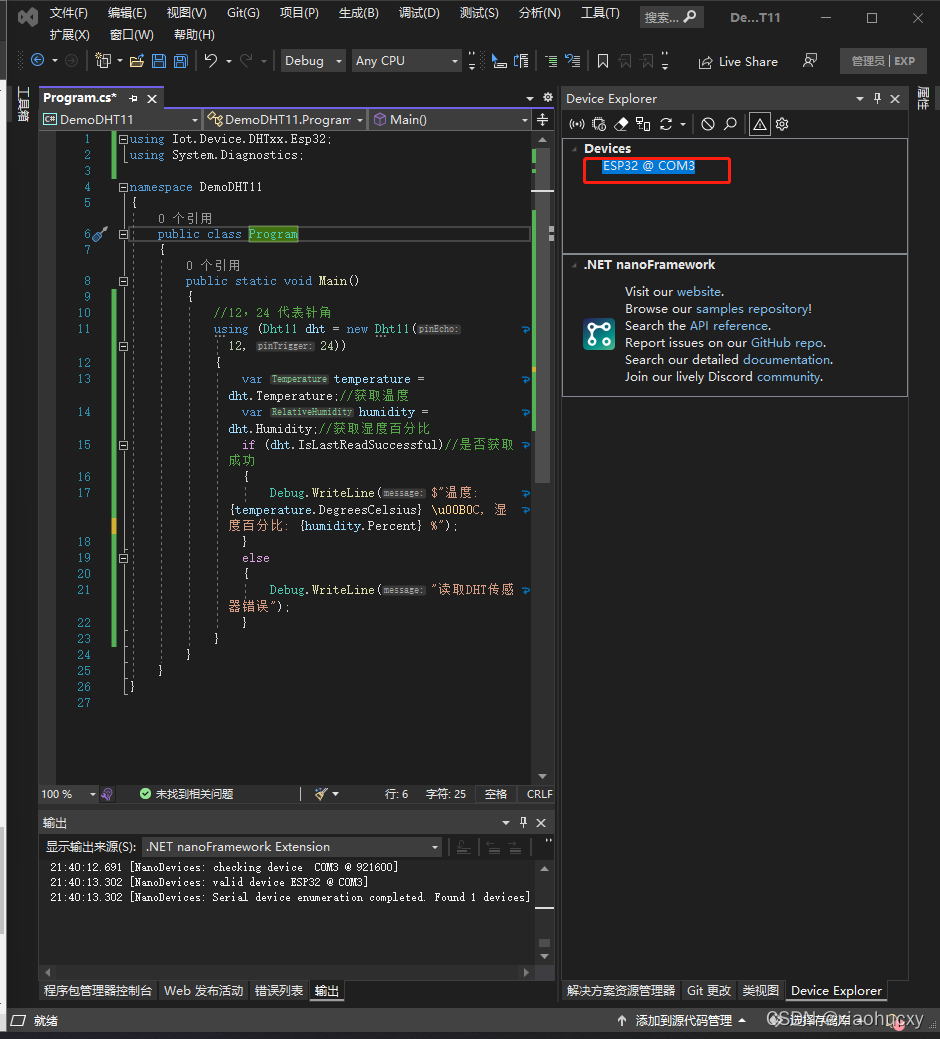 文件(F) 编辑(E) 视图(V) Git(G) 项目(P) 生成(B) 调试(D) 测试(S) 分析(N) 工具(T) 搜索... De...T11
扩展(X) 窗口(W) 帮助(H)
Debug Any CPU Live Share 管理员 EXP
工具箱
Program.cs*
DemoDHT11 DemoDHT11.Program Main()
1 using Iot.Device.DHTxx.Esp32;
2 using System.Diagnostics;
3
4 namespace DemoDHT11
5 {
0 个引用
6 public class Program
7 {
0 个引用
8 public static void Main()
9 {
10 //12, 24 代表针角
11 using (Dht11 dht = new Dht11(pinEcho:
12, pinTrigger: 24))
12 {
13 var Temperature temperature =
dht.Temperature;//获取温度
14 var RelativeHumidity humidity =
dht.Humidity;//获取湿度百分比
15 if (dht.IsLastReadSuccessful)//是否获取
成功
16 {
17 Debug.WriteLine(message: $"温度:
{temperature.DegreesCelsius} \u00B0C, 湿
度百分比: {humidity.Percent} %");
18 }
19 else
20 {
21 Debug.WriteLine(message: "读取DHT传感
器错误");
22 }
23 }
24 }
25 }
26 }
27
100 % 未找到相关问题 行: 6 字符: 25 空格 CRLF
输出
显示输出来源(S): .NET nanoFramework Extension
21:40:12.691 [NanoDevices: checking device COM3 @ 921600]
21:40:13.302 [NanoDevices: valid device ESP32 @ COM3]
21:40:13.302 [NanoDevices: Serial device enumeration completed. Found 1 devices]
程序包管理器控制台 Web 发布活动 错误列表 输出
Device Explorer
Devices
ESP32 @ COM3
.NET nanoFramework
Visit our website.
Browse our samples repository!
Search the API reference.
Report issues on our GitHub repo.
Search our detailed documentation.
Join our lively Discord community.
属性
解决方案资源管理器 Git 更改 类视图 Device Explorer
就绪 添加到源代码管理 选择存储库
CSDN @xiaohucxy